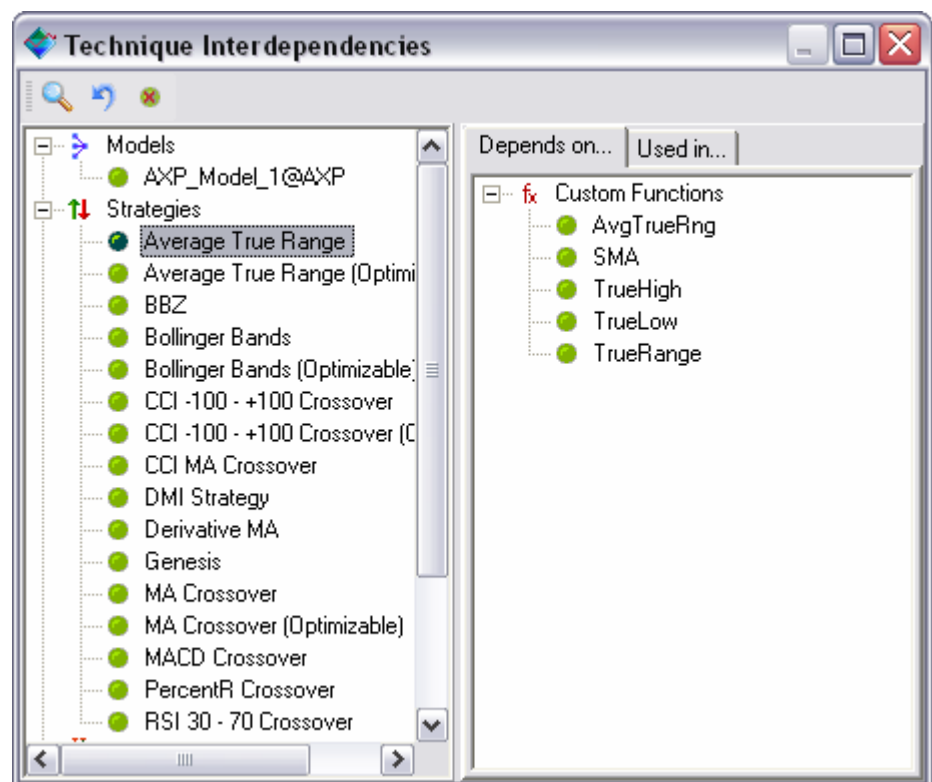 Technique Interdependencies
Models
AXP_Model_1@AXP
Strategies
Average True Range
Average True Range (Optimi
BBZ
Bollinger Bands
Bollinger Bands (Optimizable)
CCI -100 - +100 Crossover
CCI -100 - +100 Crossover (O
CCI MA Crossover
DMI Strategy
Derivative MA
Genesis
MA Crossover
MA Crossover (Optimizable)
MACD Crossover
PercentR Crossover
RSI 30 - 70 Crossover
Depends on... Used in...
fx Custom Functions
AvgTrueRng
SMA
TrueHigh
TrueLow
TrueRange